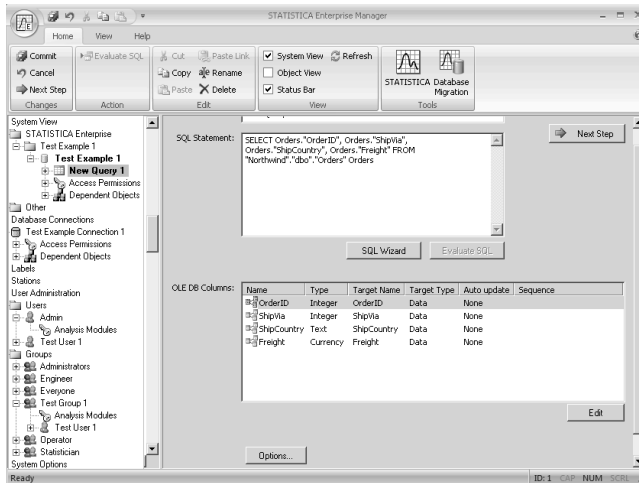 STATISTICA Enterprise Manager
Home View Help
Commit
Cancel
Next Step
Changes
Evaluate SQL
Action
Cut
Paste Link
Copy
Rename
Paste
Delete
Edit
System View
Refresh
Object View
Status Bar
View
STATISTICA
Database Migration
Tools
System View
STATISTICA Enterprise
Test Example 1
Test Example 1
New Query 1
Access Permissions
Dependent Objects
Other
Database Connections
Test Example Connection 1
Access Permissions
Dependent Objects
Labels
Stations
User Administration
Users
Admin
Analysis Modules
Test User 1
Groups
Administrators
Engineer
Everyone
Test Group 1
Analysis Modules
Test User 1
Operator
Statistician
System Options
SQL Statement:
SELECT Orders."OrderID", Orders."ShipVia",
Orders."ShipCountry", Orders."Freight" FROM
"Northwind"."dbo"."Orders" Orders
Next Step
SQL Wizard
Evaluate SQL
OLE DB Columns:
Name Type Target Name Target Type Auto update Sequence
OrderID Integer OrderID Data None
ShipVia Integer ShipVia Data None
ShipCountry Text ShipCountry Data None
Freight Currency Freight Data None
Edit
Options...
Ready
ID: 1 CAP NUM SCRL